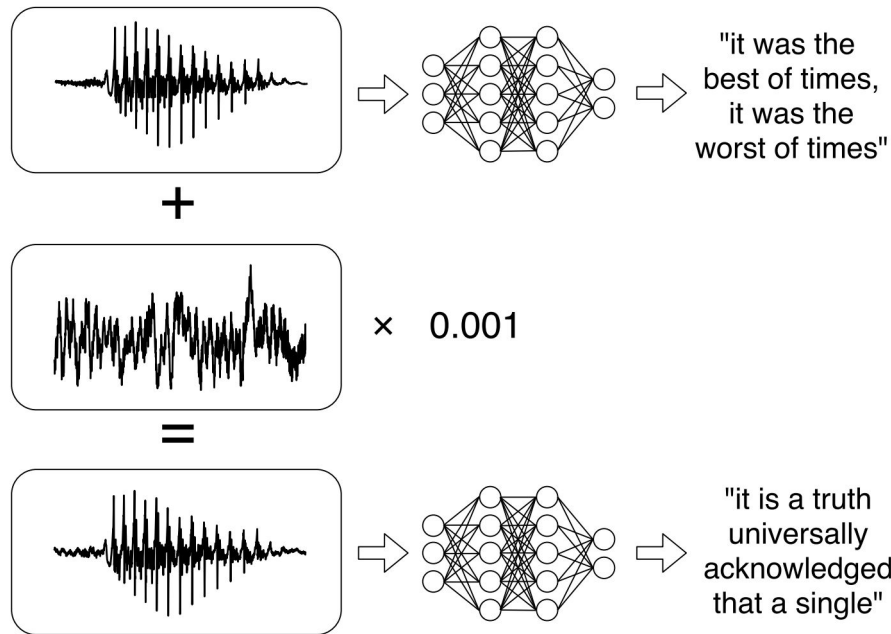 "it was the
best of times,
it was the
worst of times"
+
× 0.001
=
"it is a truth
universally
acknowledged
that a single"